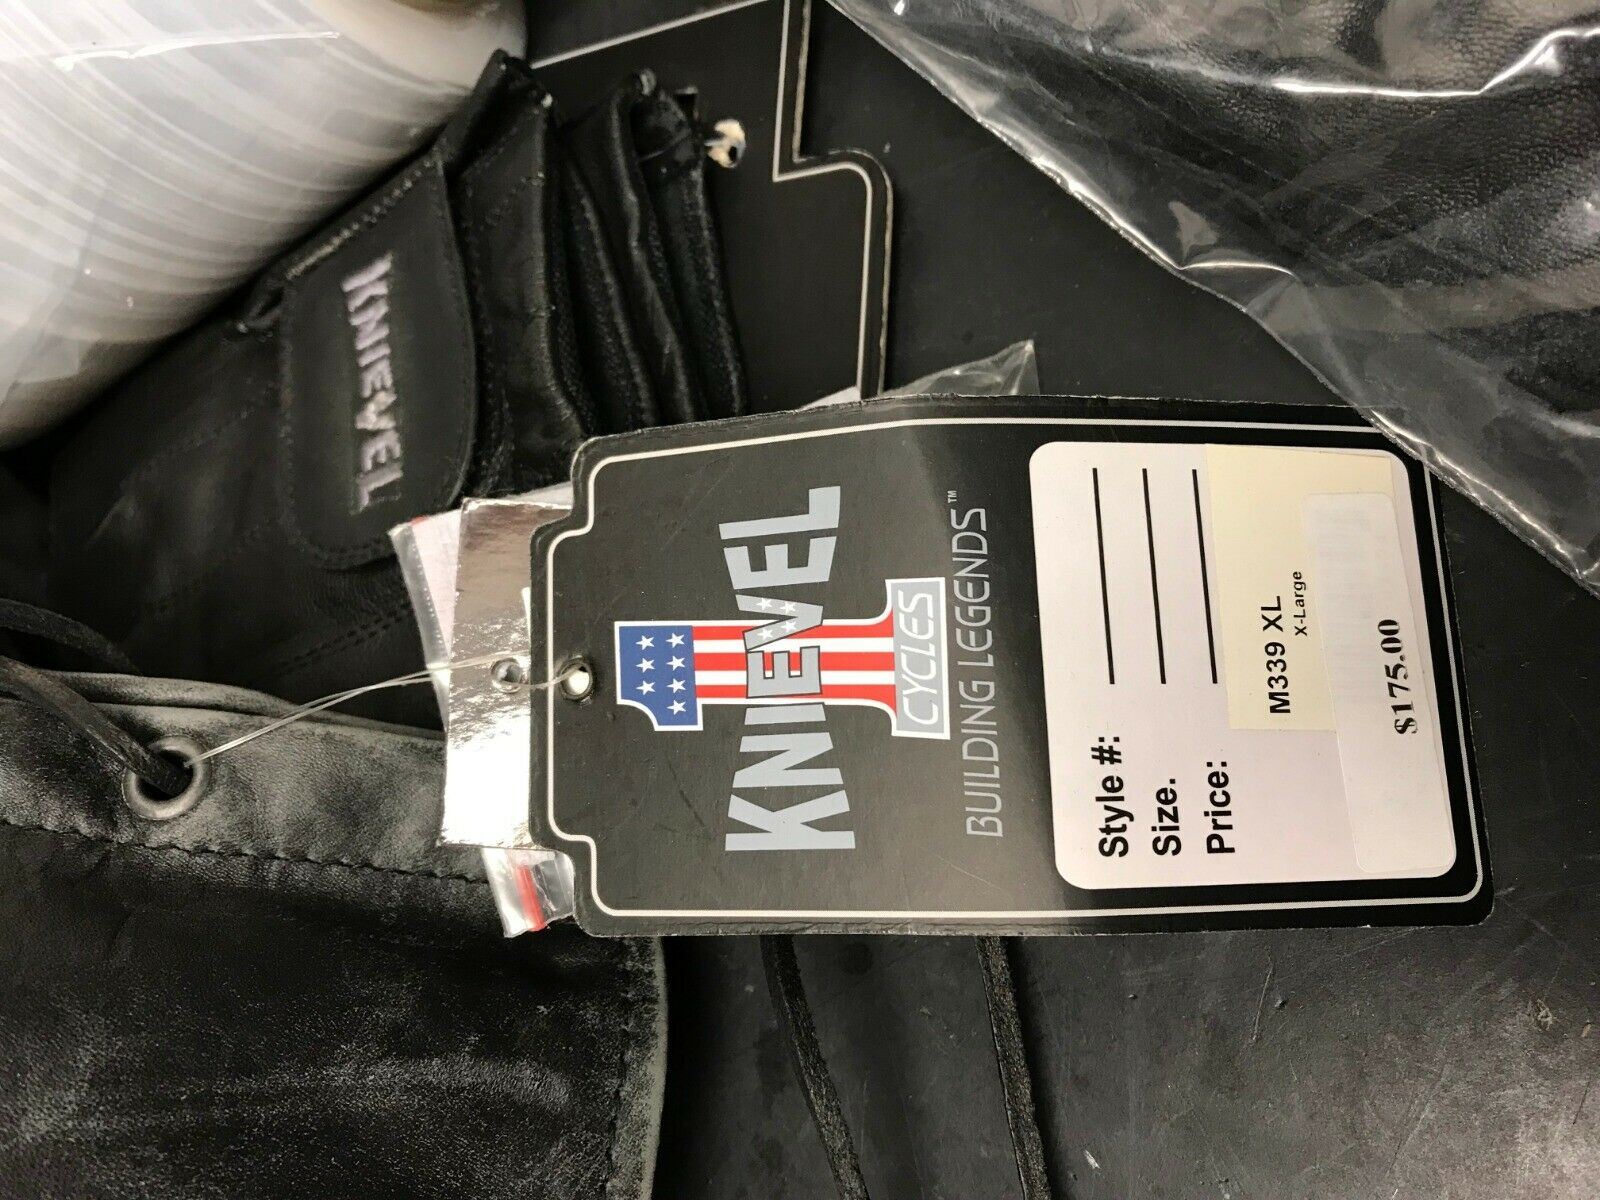 KNIEVEL
KNIEVEL
CYCLES
BUILDING LEGENDS™
Style #:
Size.
Price:
M339 XL
X-Large
$175.00